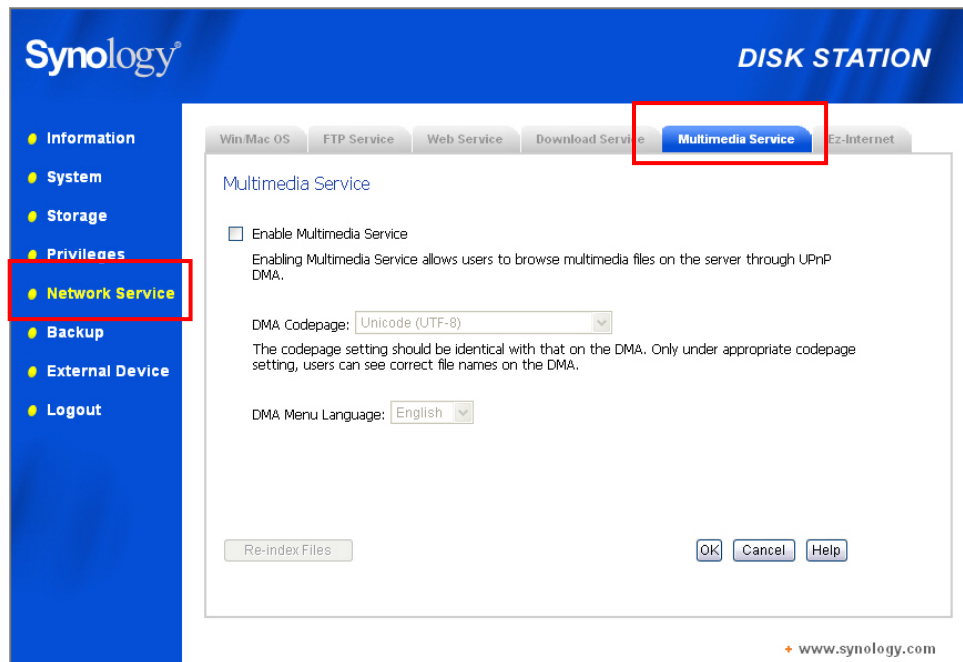 Synology®
DISK STATION
Information
System
Storage
Privileges
Network Service
Backup
External Device
Logout
Win/Mac OS FTP Service Web Service Download Service Multimedia Service Ez-Internet
Multimedia Service
Enable Multimedia Service
Enabling Multimedia Service allows users to browse multimedia files on the server through UPnP
DMA.
DMA Codepage: Unicode (UTF-8)
The codepage setting should be identical with that on the DMA. Only under appropriate codepage
setting, users can see correct file names on the DMA.
DMA Menu Language: English
Re-index Files OK Cancel Help
www.synology.com